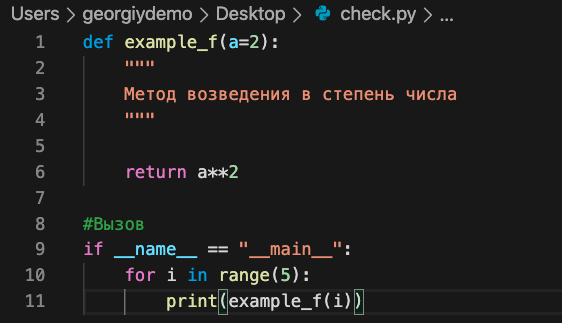 Users > georgiydemo > Desktop > check.py > ...
1 def example_f(a=2):
2     """
3     Метод возведения в степень числа
4     """
5
6     return a**2
7
8 #Вызов
9 if __name__ == "__main__":
10     for i in range(5):
11         print(example_f(i))